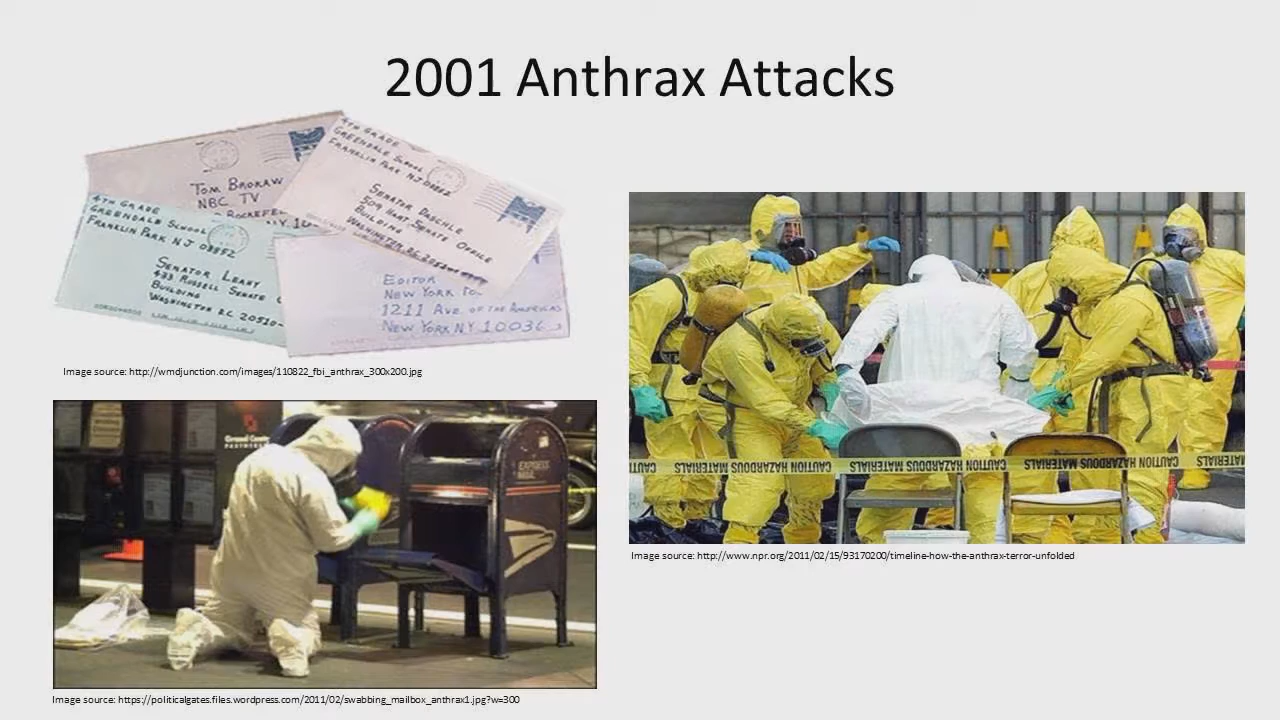 2001 Anthrax Attacks
TOM BROKAW
NBC TV
4TH GRADE
GREENDALE SCHOOL
FRANKLIN PARK NJ 08852
SENATOR DASCHLE
509 HART SENATE OFFICE
BUILDING
WASHINGTON D.C. 20510
4TH GRADE
GREENDALE SCHOOL
FRANKLIN PARK NJ 08852
SENATOR LEAHY
433 RUSSELL SENATE
BUILDING
WASHINGTON D.C. 20510-
EDITOR
NEW YORK
1211 AVE. OF THE AMERICAS
NEW YORK NY 10036
Image source: http://wmdjunction.com/images/110822_fbi_anthrax_300x200.jpg
EXPRESS
MAIL
CAUTION HAZARDOUS MATERIALS CAUTION HAZARDOUS MATERIALS CAUTION HAZARDOUS MATERIALS
Image source: http://www.npr.org/2011/02/15/93170200/timeline-how-the-anthrax-terror-unfolded
Image source: https://politicalgates.files.wordpress.com/2011/02/swabbing_mailbox_anthrax1.jpg?w=300